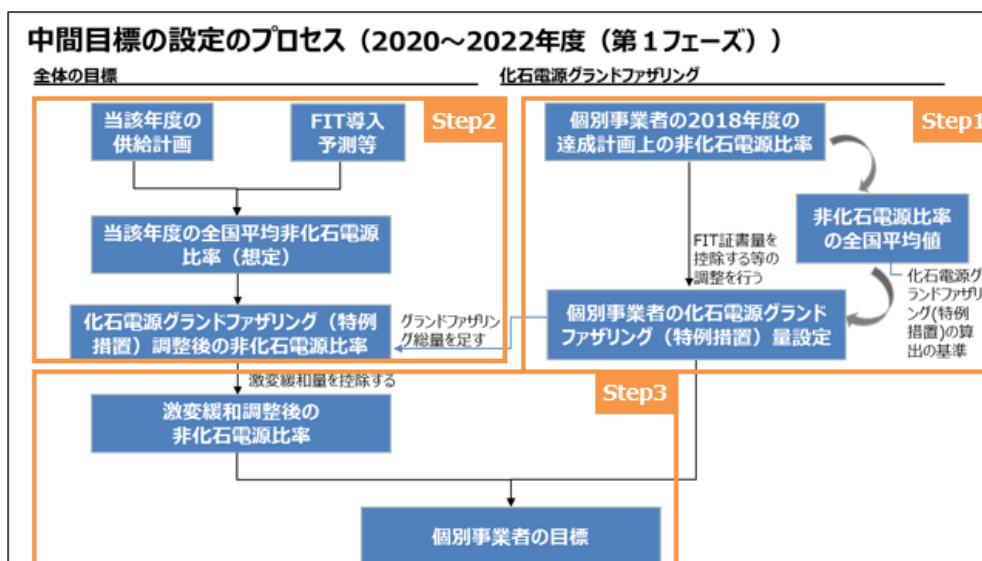 中間目標の設定のプロセス（2020～2022年度（第１フェーズ））
全体の目標
化石電源グランドファザリング
Step2
当該年度の
供給計画
FIT導入
予測等
当該年度の全国平均非化石電源
比率（想定）
化石電源グランドファザリング（特例
措置）調整後の非化石電源比率
グランドファザリン
グ総量を足す
Step1
個別事業者の2018年度の
達成計画上の非化石電源比率
非化石電源比率
の全国平均値
FIT証書量を
控除する等の
調整を行う
化石電源グ
ランドファザリ
ング(特例
措置)の算
出の基準
個別事業者の化石電源グランド
ファザリング（特例措置）量設定
Step3
激変緩和量を控除する
激変緩和調整後の
非化石電源比率
個別事業者の目標